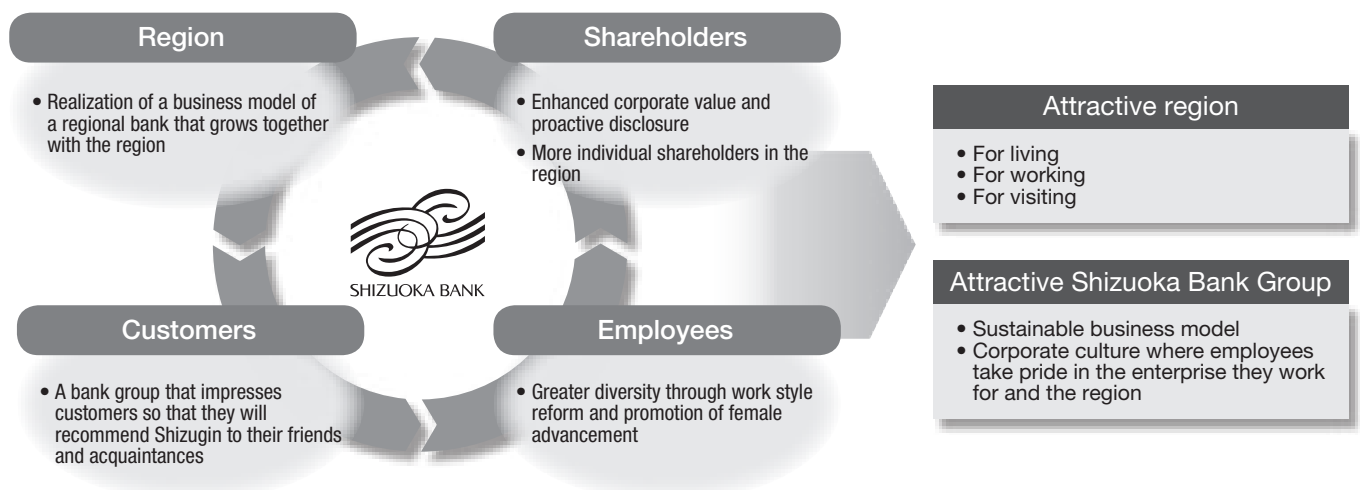 Region
• Realization of a business model of
a regional bank that grows together
with the region
Shareholders
• Enhanced corporate value and
proactive disclosure
• More individual shareholders in the
region
SHIZUOKA BANK
Customers
• A bank group that impresses
customers so that they will
recommend Shizugin to their friends
and acquaintances
Employees
• Greater diversity through work style
reform and promotion of female
advancement
Attractive region
• For living
• For working
• For visiting
Attractive Shizuoka Bank Group
• Sustainable business model
• Corporate culture where employees
take pride in the enterprise they work
for and the region